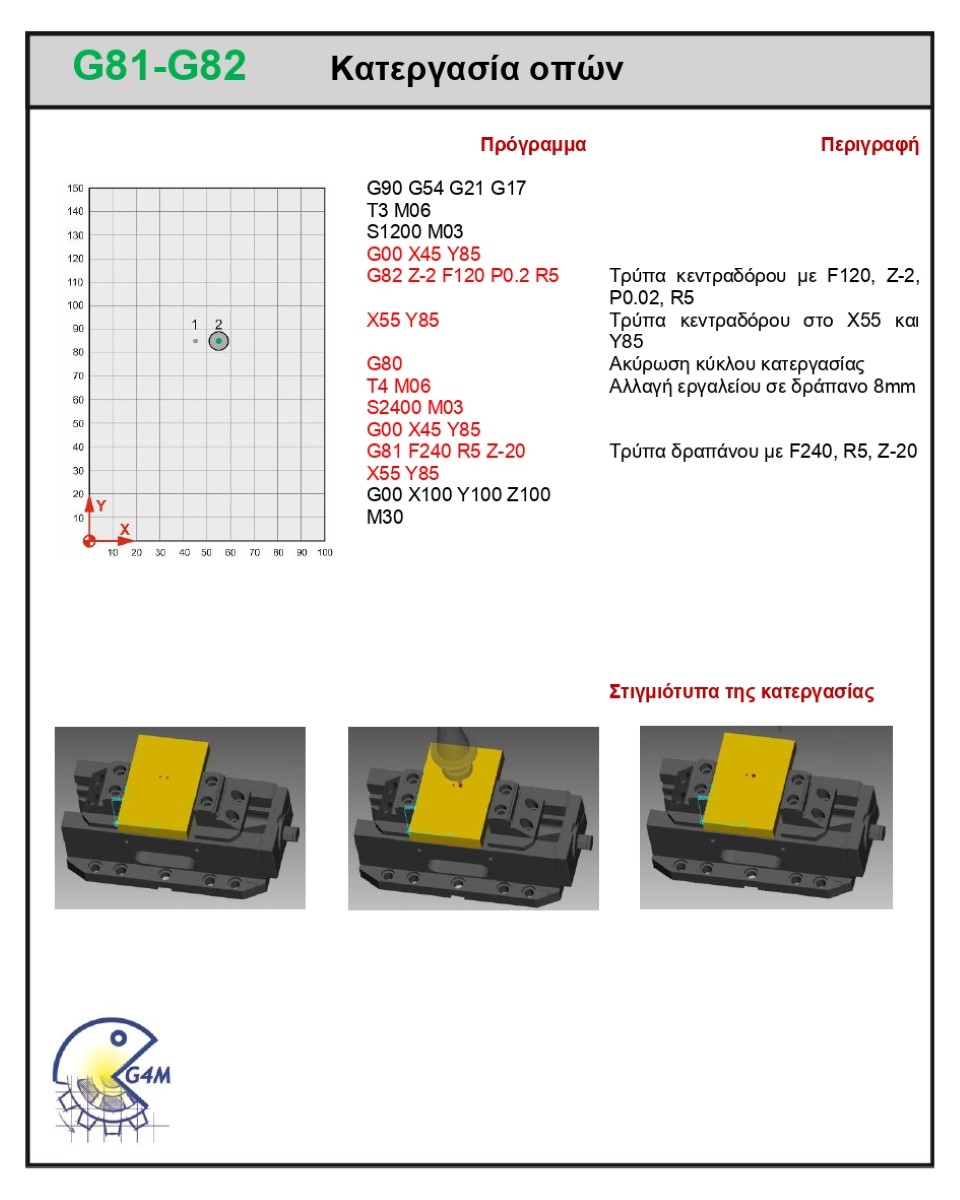 G81-G82 Κατεργασία οπών
Πρόγραμμα Περιγραφή
G90 G54 G21 G17
T3 M06
S1200 M03
G00 X45 Y85
G82 Z-2 F120 P0.2 R5 Τρύπα κεντραδόρου με F120, Z-2,
P0.02, R5
X55 Y85 Τρύπα κεντραδόρου στο X55 και
Y85
G80 Ακύρωση κύκλου κατεργασίας
T4 M06 Αλλαγή εργαλείου σε δράπανο 8mm
S2400 M03
G00 X45 Y85
G81 F240 R5 Z-20 Τρύπα δραπάνου με F240, R5, Z-20
X55 Y85
G00 X100 Y100 Z100
M30
150
140
130
120
110
100
90
80
70
60
50
40
30
20
10
1 2
Y
X
10 20 30 40 50 60 70 80 90 100
Στιγμιότυπα της κατεργασίας
G4M